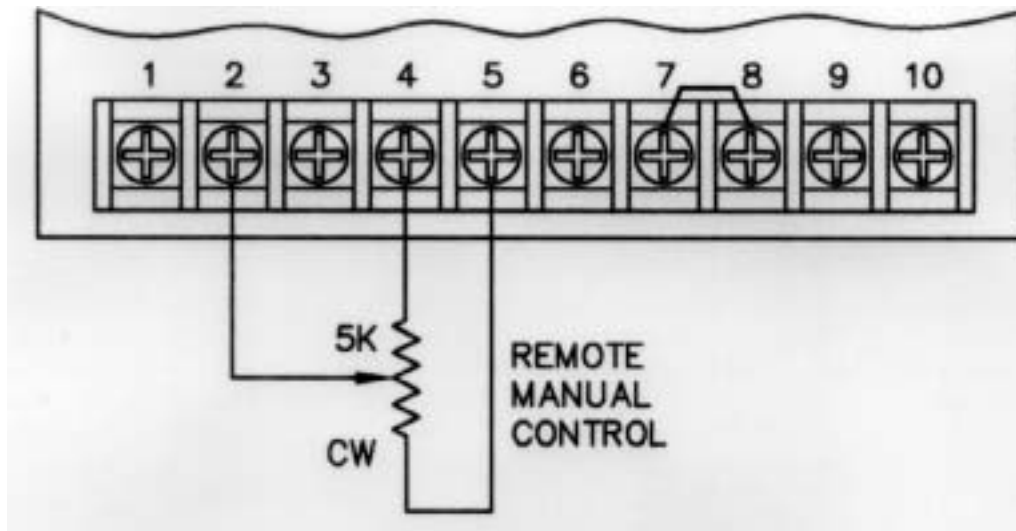 1 2 3 4 5 6 7 8 9 10
5K
REMOTE
MANUAL
CONTROL
CW